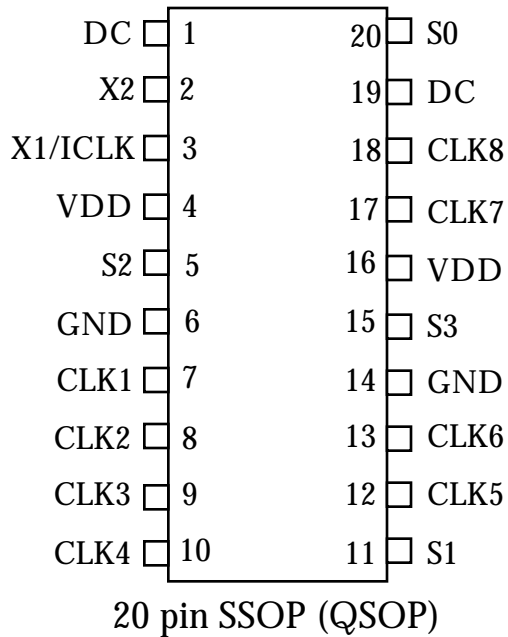 DC 1 20 S0
X2 2 19 DC
X1/ICLK 3 18 CLK8
VDD 4 17 CLK7
S2 5 16 VDD
GND 6 15 S3
CLK1 7 14 GND
CLK2 8 13 CLK6
CLK3 9 12 CLK5
CLK4 10 11 S1
20 pin SSOP (QSOP)